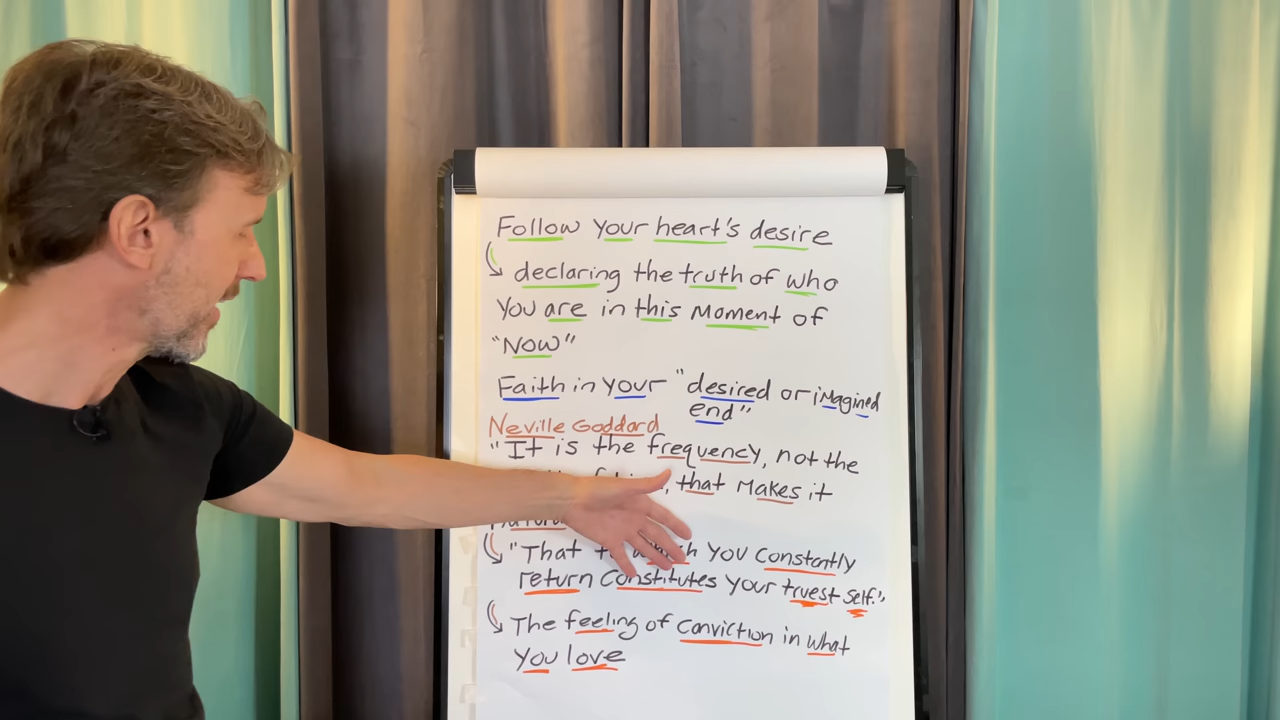 Follow Your heart's desire
declaring the truth of who
You are in this Moment of
"Now"
Faith in your "desired or imagined
end"
Neville Goddard
"It is the frequency, not the
, that Makes it
"That to which You Constantly
return Constitutes your truest self."
The feeling of Conviction in what
You love